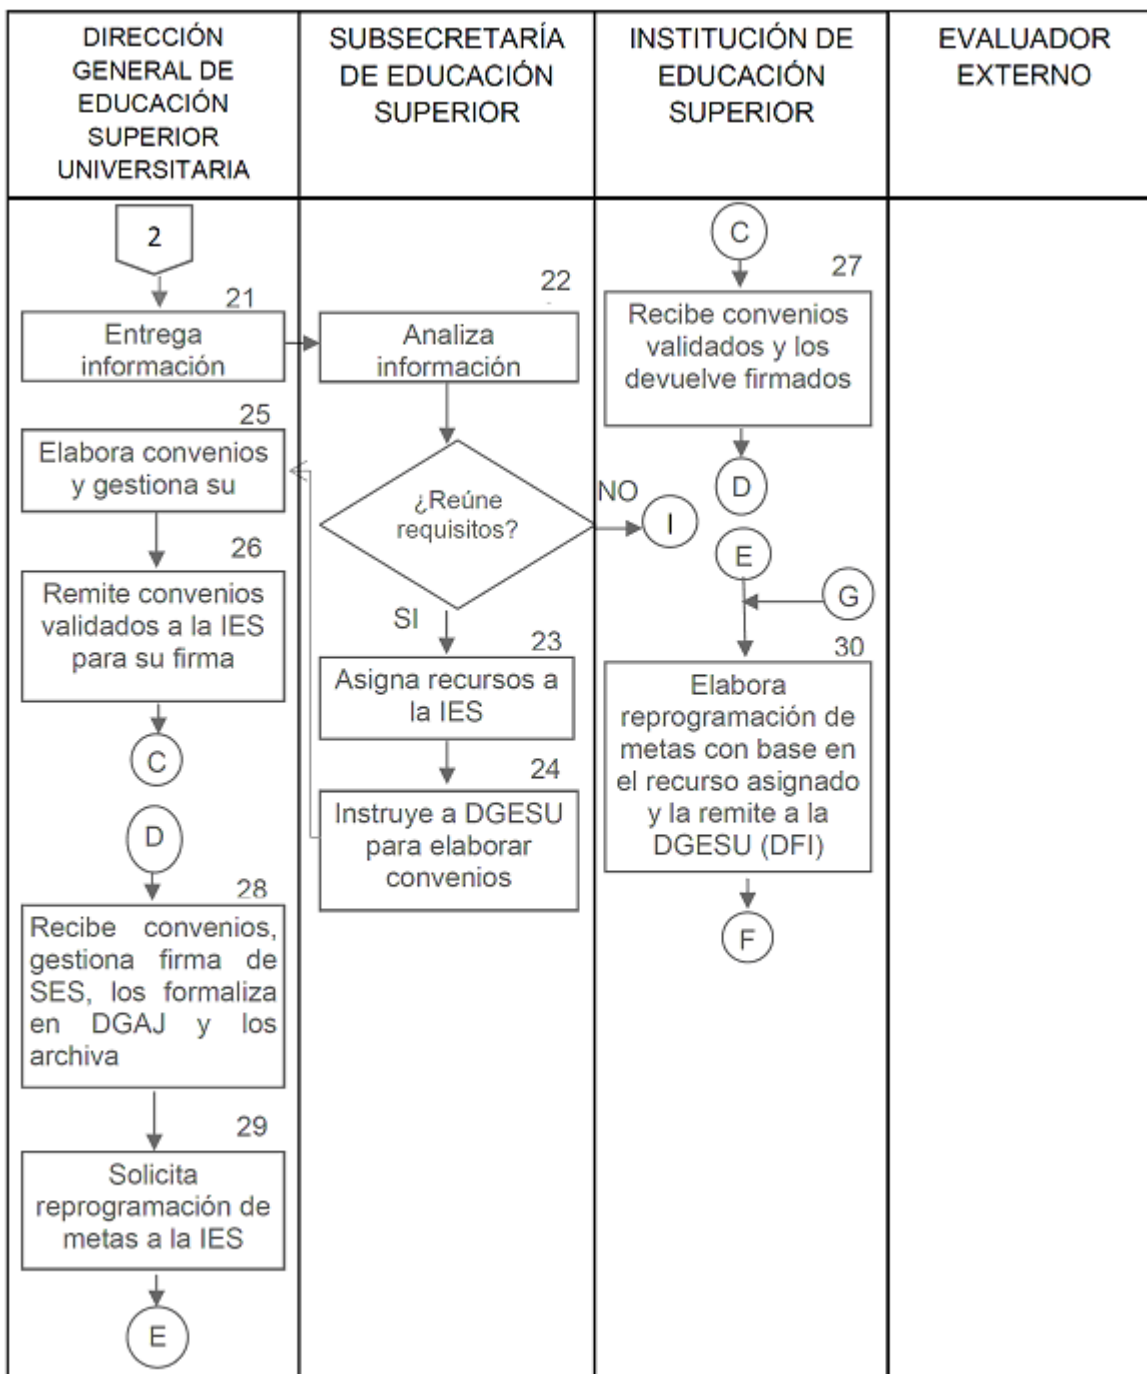 DIRECCIÓN
GENERAL DE
EDUCACIÓN
SUPERIOR
UNIVERSITARIA
SUBSECRETARÍA
DE EDUCACIÓN
SUPERIOR
INSTITUCIÓN DE
EDUCACIÓN
SUPERIOR
EVALUADOR
EXTERNO
2
21
Entrega
información
25
Elabora convenios
y gestiona su
26
Remite convenios
validados a la IES
para su firma
C
D
28
Recibe convenios,
gestiona firma de
SES, los formaliza
en DGAJ y los
archiva
29
Solicita
reprogramación de
metas a la IES
E
22
Analiza
información
¿Reúne
requisitos?
NO
I
SI
23
Asigna recursos a
la IES
24
Instruye a DGESU
para elaborar
convenios
C
27
Recibe convenios
validados y los
devuelve firmados
D
E
G
30
Elabora
reprogramación de
metas con base en
el recurso asignado
y la remite a la
DGESU (DFI)
F